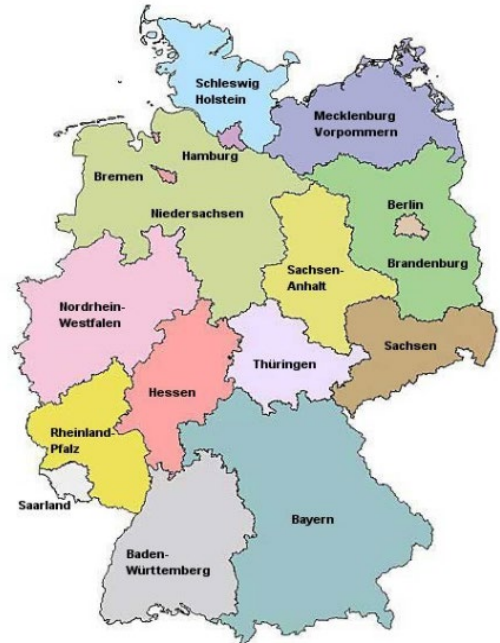 Schleswig
Holstein
Mecklenburg
Vorpommern
Hamburg
Bremen
Niedersachsen
Berlin
Brandenburg
Sachsen-
Anhalt
Nordrhein-
Westfalen
Sachsen
Thüringen
Hessen
Rheinland-
Pfalz
Saarland
Bayern
Baden-
Württemberg